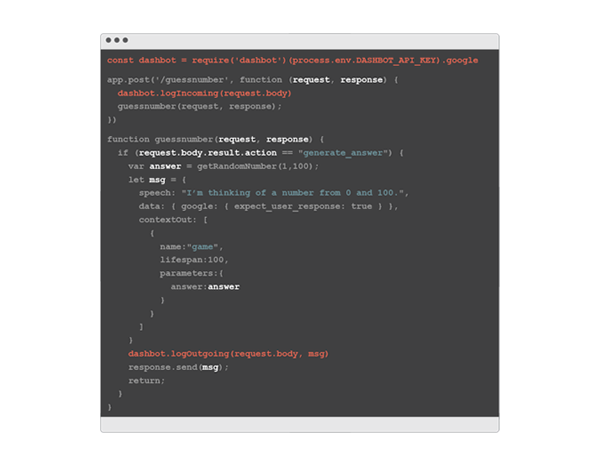 const dashbot = require('dashbot')(process.env.DASHBOT_API_KEY).google
app.post('/guessnumber', function (request, response) {
dashbot.logIncoming(request.body)
guessnumber(request, response);
})
function guessnumber(request, response) {
if (request.body.result.action == "generate_answer") {
var answer = getRandomNumber(1,100);
let msg = {
speech: "I'm thinking of a number from 0 and 100.",
data: { google: { expect_user_response: true } },
contextOut: [
{
name:"game",
lifespan:100,
parameters:{
answer:answer
}
}
]
}
dashbot.logOutgoing(request.body, msg)
response.send(msg);
return;
}
}